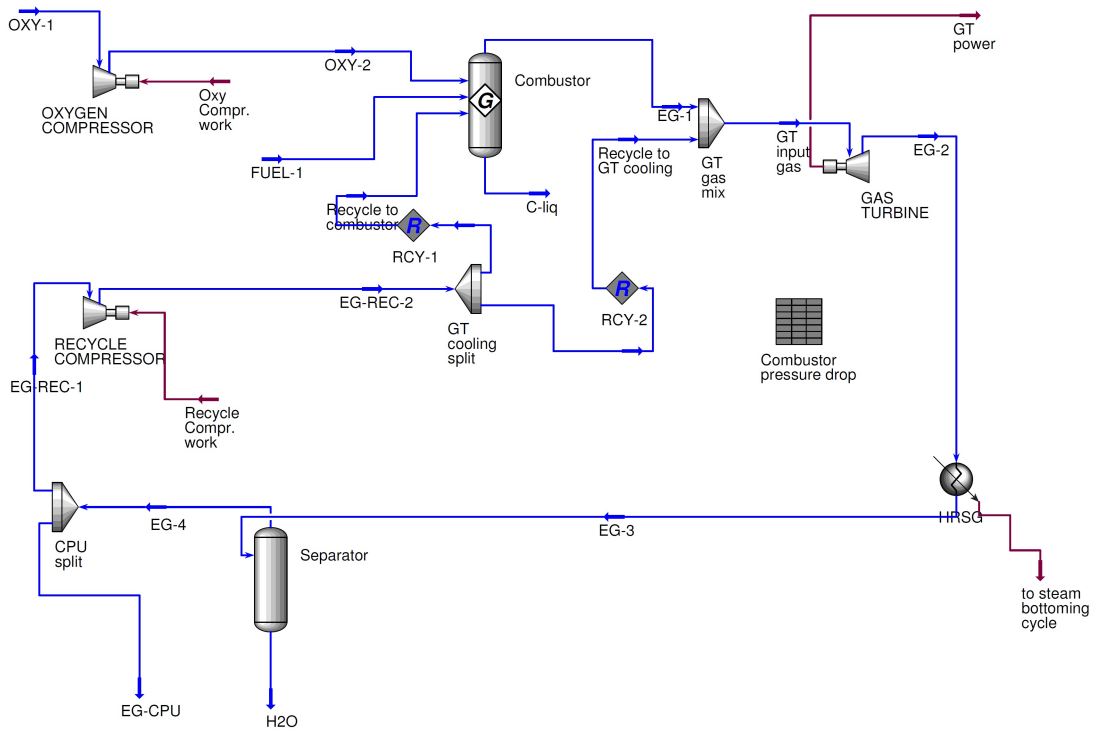 OXY-1
GT
power
OXY-2
Combustor
G
OXYGEN
COMPRESSOR
Oxy
Compr.
work
EG-1
Recycle to
GT cooling
GT
gas
mix
GT
input
gas
EG-2
FUEL-1
GAS
TURBINE
C-liq
Recycle to
combustor
R
RCY-1
R
RCY-2
EG-REC-2
GT
cooling
split
RECYCLE
COMPRESSOR
EG-REC-1
Combustor
pressure drop
Recycle
Compr.
work
HRSG
EG-4
EG-3
CPU
split
Separator
to steam
bottoming
cycle
EG-CPU
H2O